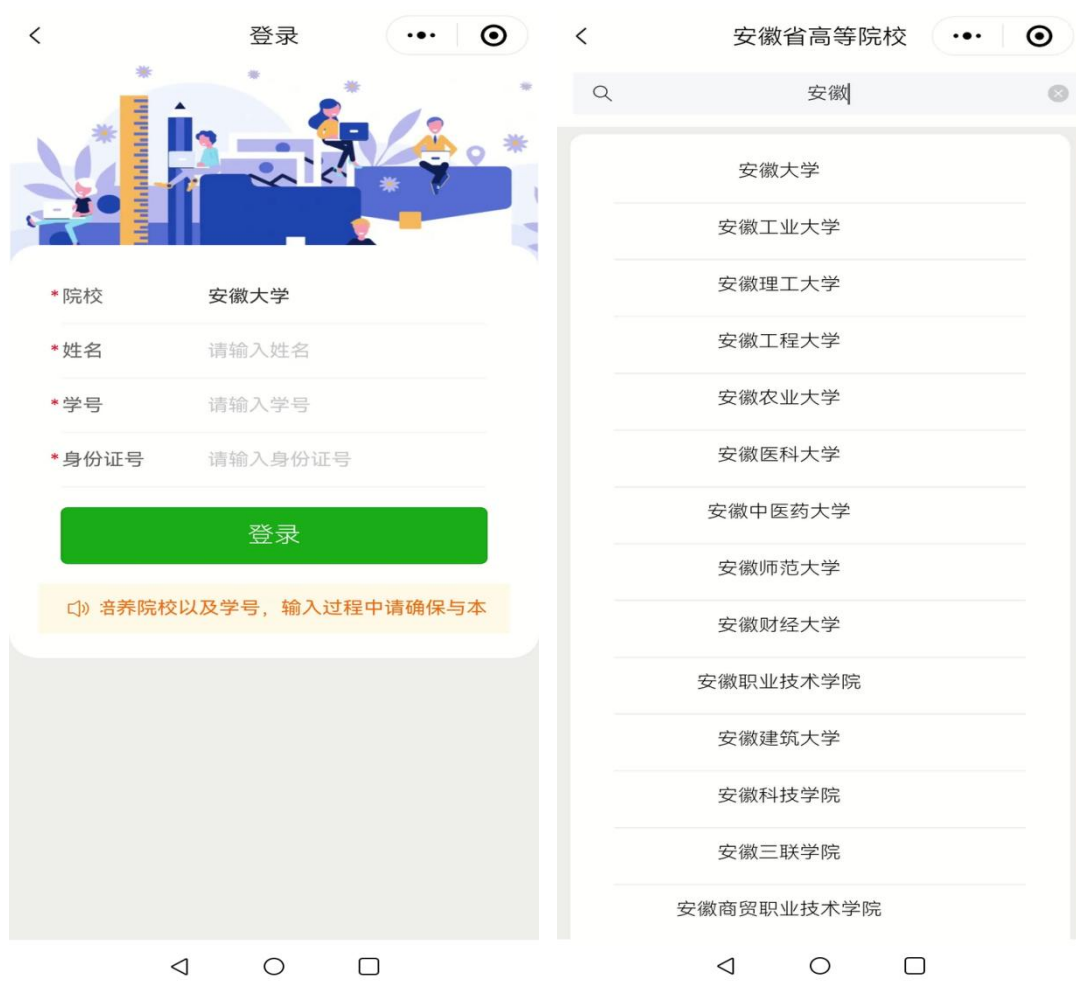 登录
*院校 安徽大学
*姓名 请输入姓名
*学号 请输入学号
*身份证号 请输入身份证号
登录
培养院校以及学号，输入过程中请确保与本
安徽省高等院校
安徽
安徽大学
安徽工业大学
安徽理工大学
安徽工程大学
安徽农业大学
安徽医科大学
安徽中医药大学
安徽师范大学
安徽财经大学
安徽职业技术学院
安徽建筑大学
安徽科技学院
安徽三联学院
安徽商贸职业技术学院